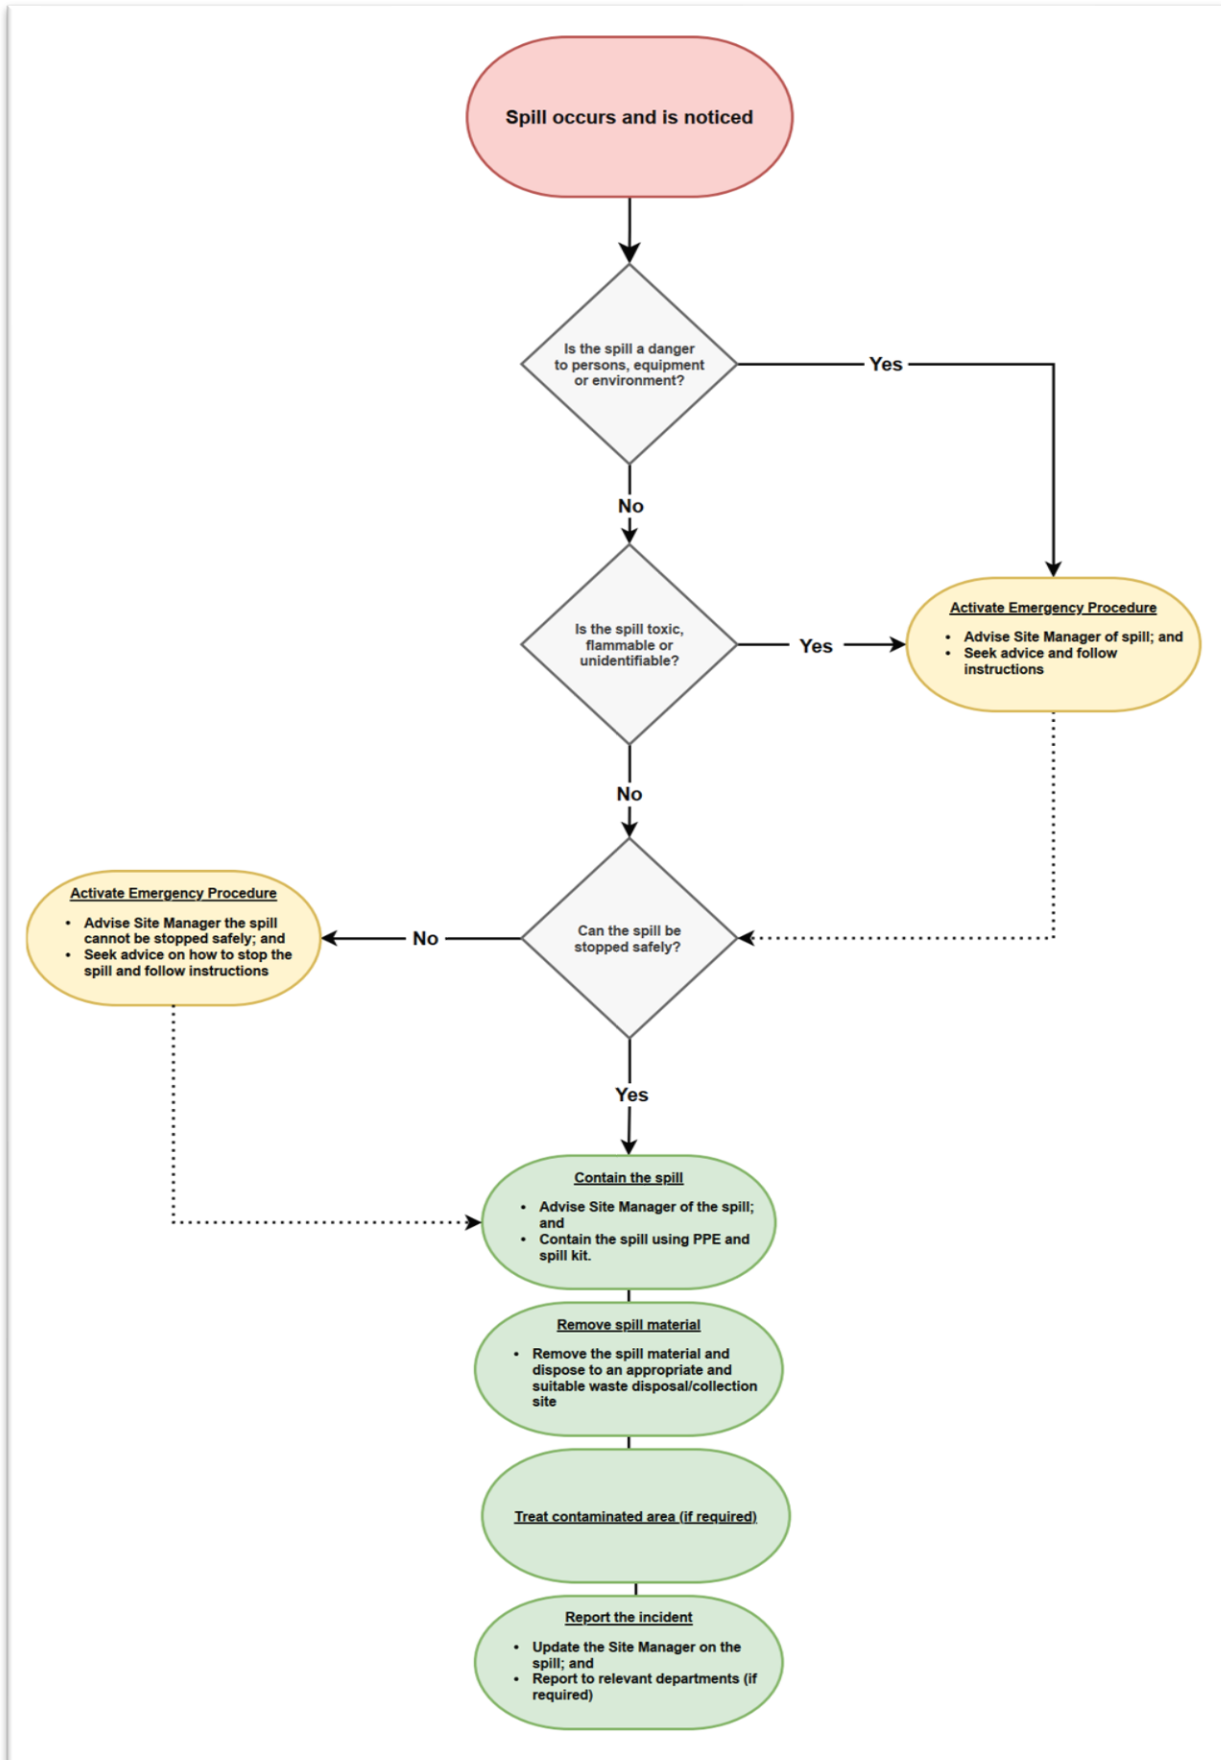 Spill occurs and is noticed
Is the spill a danger
to persons, equipment
or environment?
Yes
No
Is the spill toxic,
flammable or
unidentifiable?
Yes
Activate Emergency Procedure
• Advise Site Manager of spill; and
• Seek advice and follow
instructions
No
Can the spill be
stopped safely?
No
Activate Emergency Procedure
• Advise Site Manager the spill
cannot be stopped safely; and
• Seek advice on how to stop the
spill and follow instructions
Yes
Contain the spill
• Advise Site Manager of the spill;
and
• Contain the spill using PPE and
spill kit.
Remove spill material
• Remove the spill material and
dispose to an appropriate and
suitable waste disposal/collection
site
Treat contaminated area (if required)
Report the incident
• Update the Site Manager on the
spill; and
• Report to relevant departments (if
required)